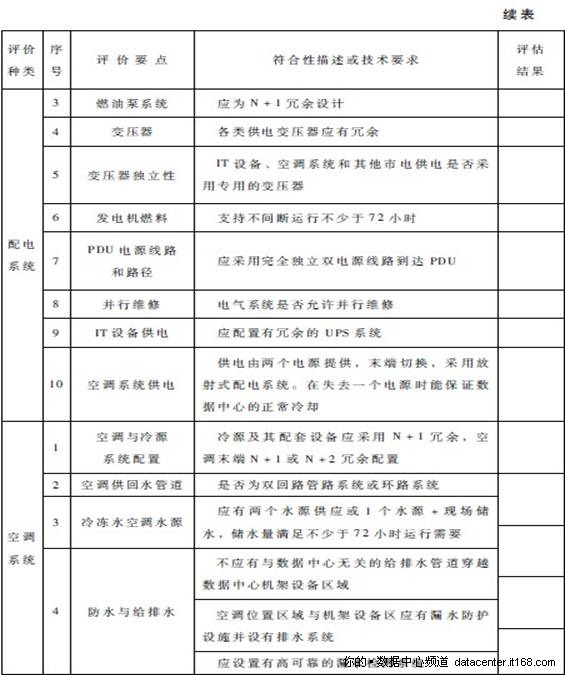 续表
评价种类
序号
评价要点
符合性描述或技术要求
评估结果
配电系统
3
燃油泵系统
应为 N + 1 冗余设计
4
变压器
各类供电变压器应有冗余
5
变压器独立性
IT 设备、空调系统和其他市电供电是否采
用专用的变压器
6
发电机燃料
支持不间断运行不少于 72 小时
7
PDU 电源线路
和路径
应采用完全独立双电源线路到达 PDU
8
并行维修
电气系统是否允许并行维修
9
IT 设备供电
应配置有冗余的 UPS 系统
10
空调系统供电
供电由两个电源提供，末端切换，采用放
射式配电系统。在失去一个电源时能保证数
据中心的正常冷却
空调系统
1
空调与冷源
系统配置
冷源及其配套设备应采用 N + 1 冗余，空
调末端 N + 1 或 N + 2 冗余配置
2
空调供回水管道
是否为双回路管路系统或环路系统
3
冷冻水空调水源
应有两个水源供应或 1 个水源 + 现场储
水，储水量满足不少于 72 小时运行需要
4
防水与给排水
不应有与数据中心无关的给排水管道穿越
数据中心机架设备区域
空调位置区域与机架设备区应有漏水防护
设施并设有排水系统
应设置有高可靠的漏
你的·数据中心频道 datacenter.it168.com